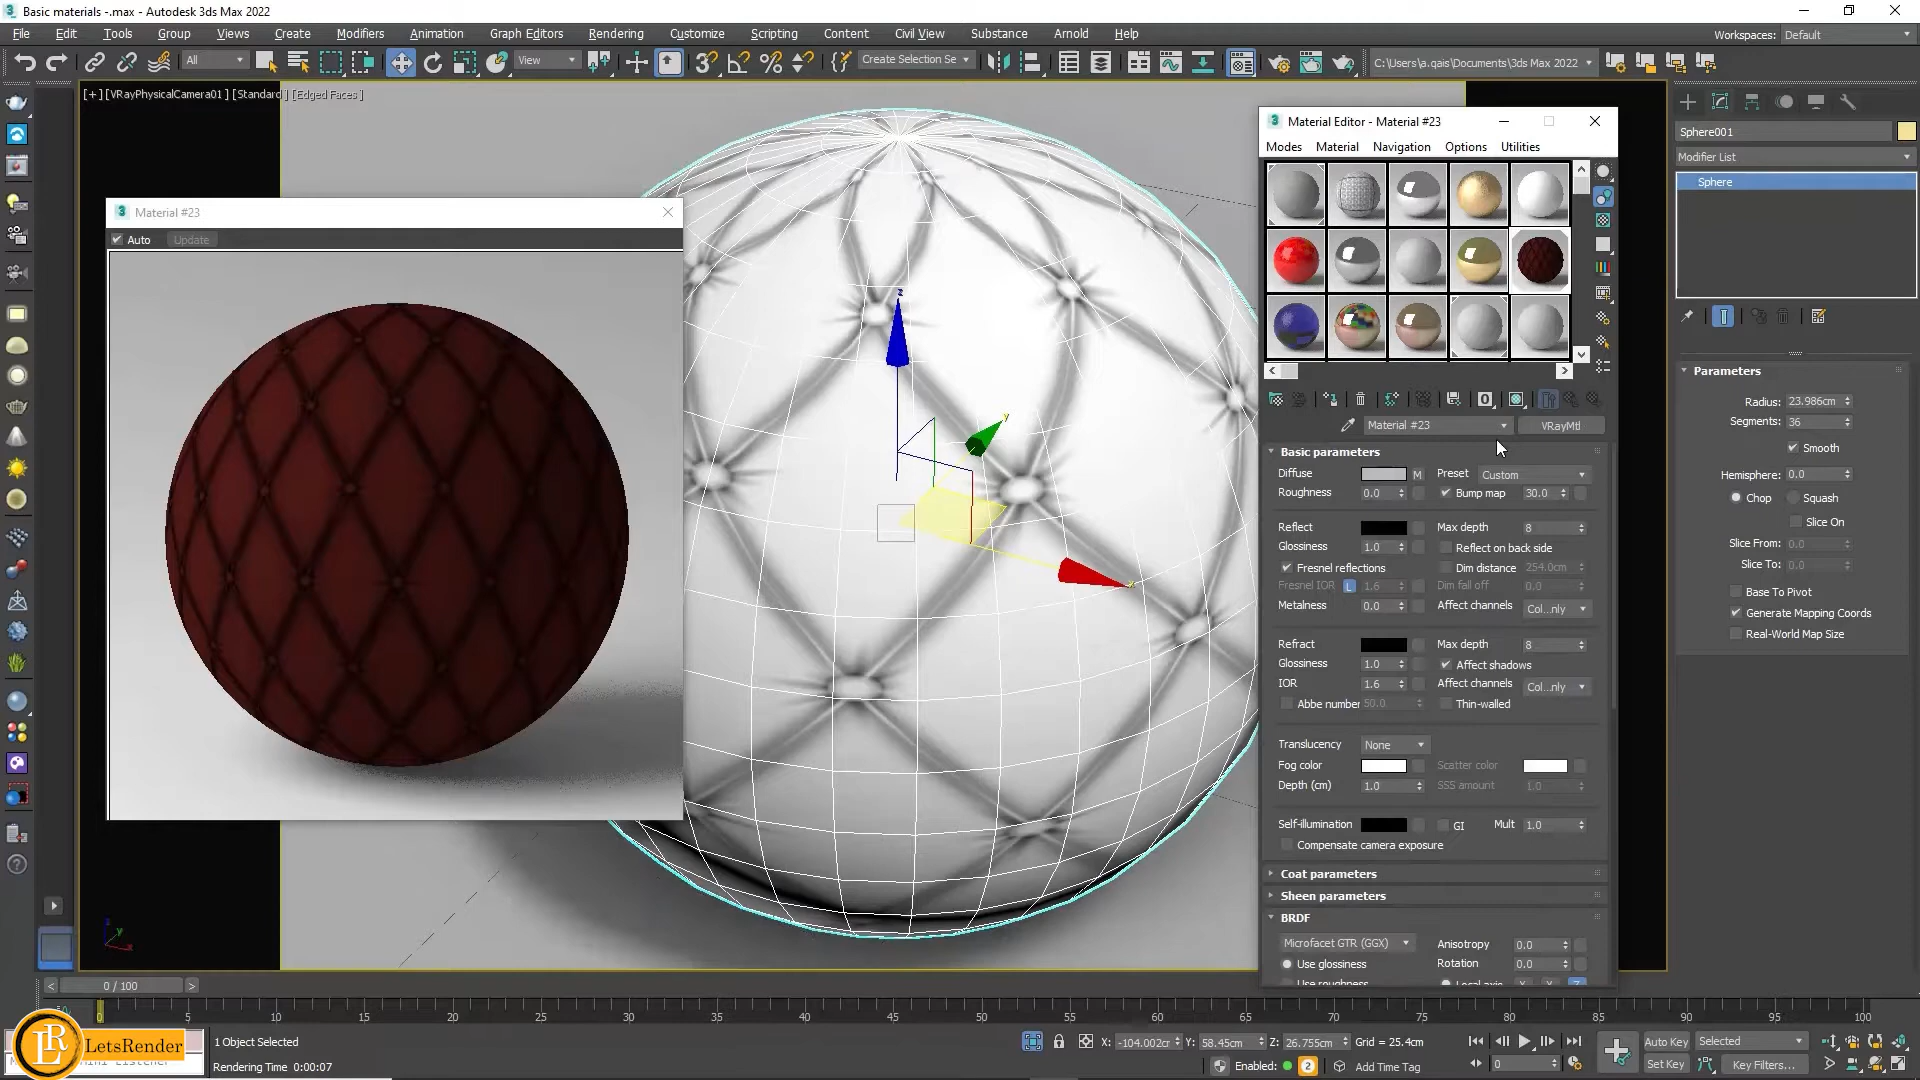 Basic materials -.max - Autodesk 3ds Max 2022
File Edit Tools Group Views Create Modifiers Animation Graph Editors Rendering Customize Scripting Content Civil View Substance Arnold Help
Workspaces: Default
All View Create Selection Se C:\Users\a.qais\Documents\3ds Max 2022
[+] [VRayPhysicalCamera01] [Standard] [Edged Faces]
Material #23
Auto Update
Material Editor - Material #23
Modes Material Navigation Options Utilities
Material #23 VRayMtl
Basic parameters
Diffuse M Preset Custom
Roughness 0.0 Bump map 30.0
Reflect Max depth 8
Glossiness 1.0 Reflect on back side
Fresnel reflections Dim distance 254.0cm
Fresnel IOR L 1.6 Dim fall off 0.0
Metalness 0.0 Affect channels Col...nly
Refract Max depth 8
Glossiness 1.0 Affect shadows
IOR 1.6 Affect channels Col...nly
Abbe number 50.0 Thin-walled
Translucency None
Fog color Scatter color
Depth (cm) 1.0 SSS amount 1.0
Self-illumination GI Mult 1.0
Compensate camera exposure
Coat parameters
Sheen parameters
BRDF
Microfacet GTR (GGX) Anisotropy 0.0
Use glossiness Rotation 0.0
Use roughness Local axis X Y Z
Sphere001
Modifier List
Sphere
Parameters
Radius: 23.986cm
Segments: 36
Smooth
Hemisphere: 0.0
Chop Squash
Slice On
Slice From: 0.0
Slice To: 0.0
Base To Pivot
Generate Mapping Coords
Real-World Map Size
z
y
x
z
y
x
< 0 / 100 >
0 5 10 15 20 25 30 35 40 45 50 55 60 65 70 75 80 85 90 95 100
LR LetsRender
1 Object Selected
Rendering Time 0:00:07
X: -104.002cr Y: 58.45cm Z: 26.755cm Grid = 25.4cm
Enabled: 2 Add Time Tag
0
Auto Key Selected
Set Key Key Filters...